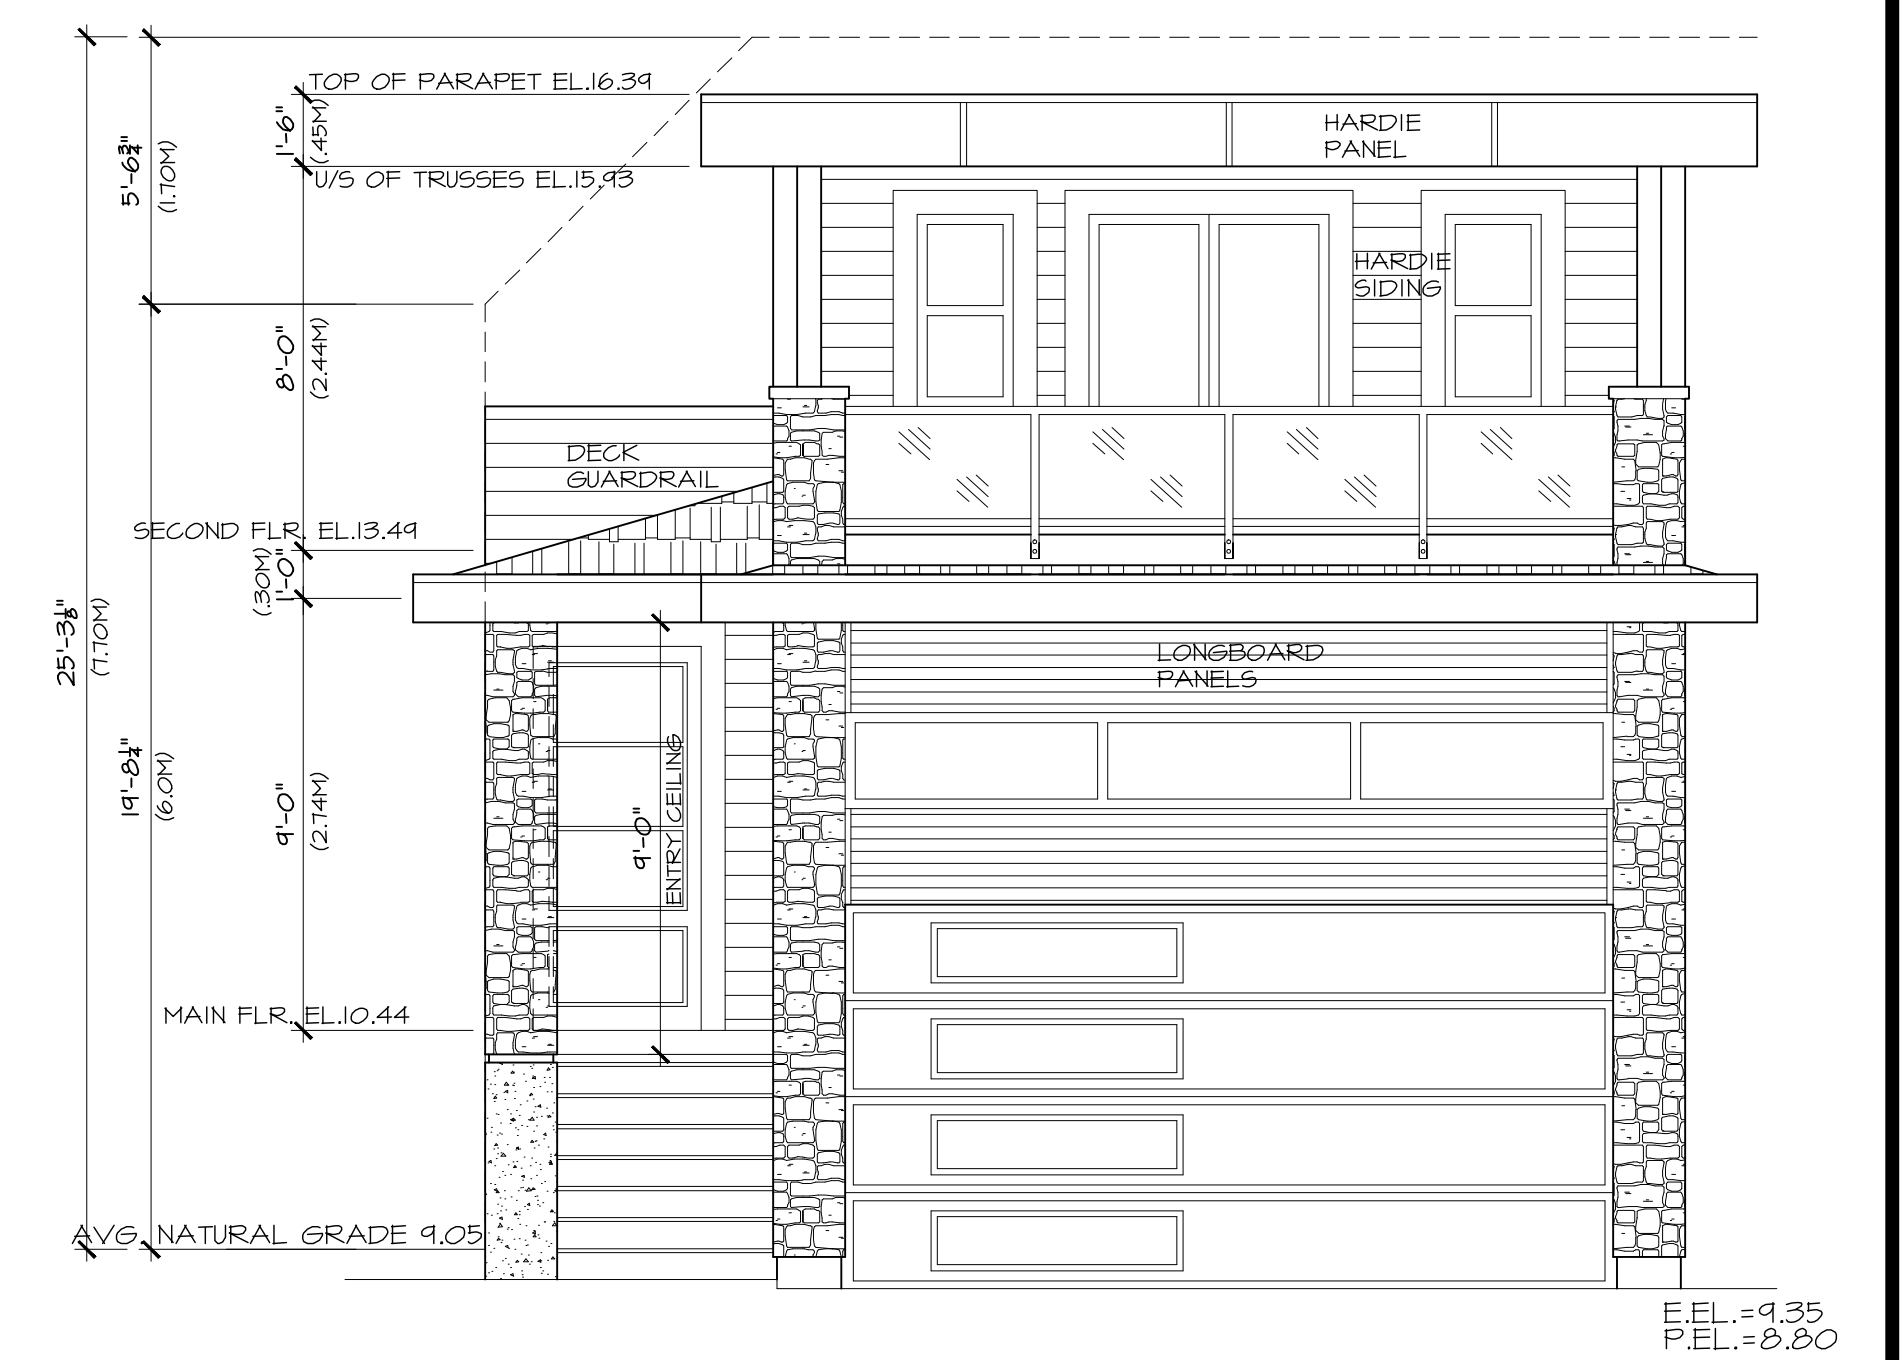 TOP OF PARAPET EL.16.39
1'-6"
(.45M)
HARDIE
PANEL
5'-6¾"
(1.70M)
U/S OF TRUSSES EL.15.93
HARDIE
SIDING
8'-0"
(2.44M)
DECK
GUARDRAIL
SECOND FLR. EL.13.49
1'-0"
(.30M)
25'-3⅛"
(7.70M)
LONGBOARD
PANELS
19'-8¼"
(6.0M)
9'-0"
(2.74M)
9'-0"
ENTRY CEILING
MAIN FLR. EL.10.44
AVG. NATURAL GRADE 9.05
E.EL.=9.35
P.EL.=8.80